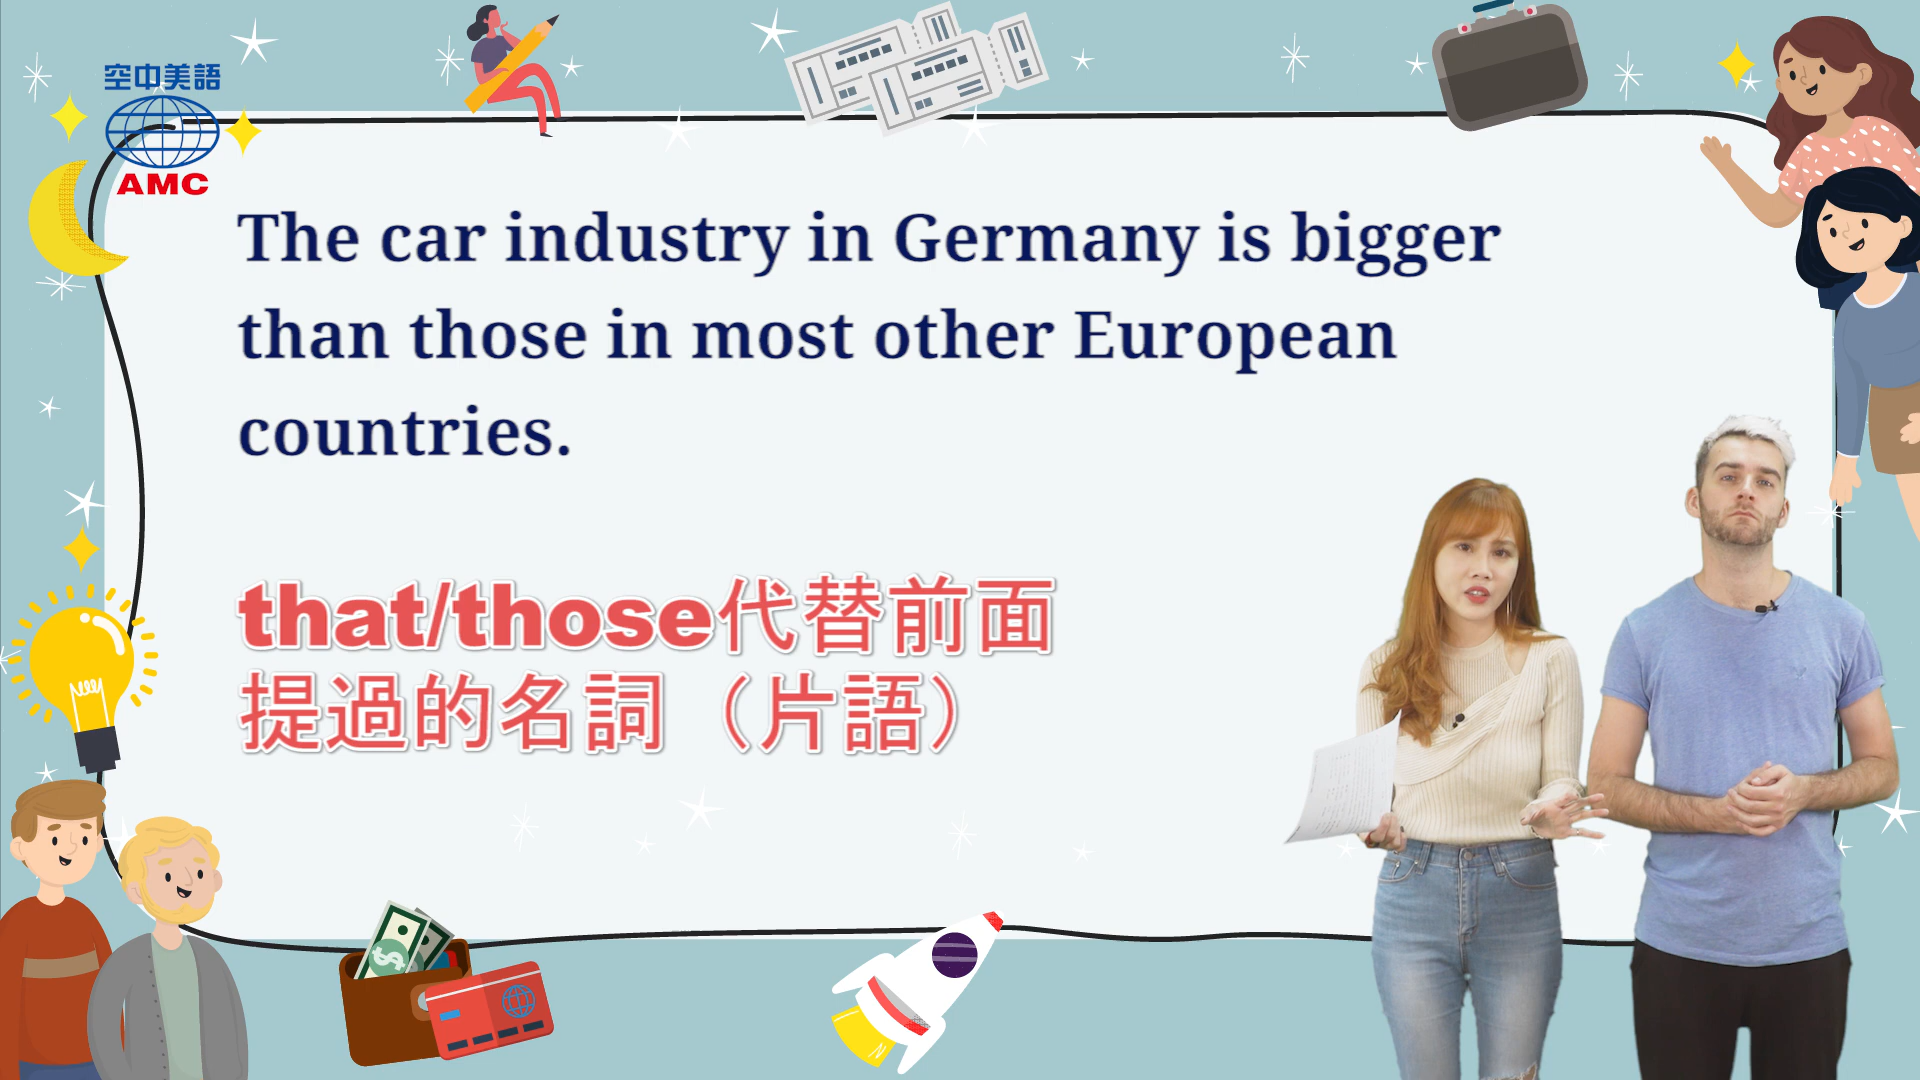 空中美語
AMC
The car industry in Germany is bigger
than those in most other European
countries.
that/those代替前面
提過的名詞（片語）